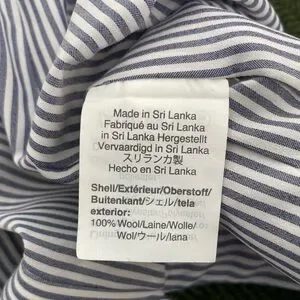 Made in Sri Lanka
Fabriqué au Sri Lanka
in Sri Lanka Hergestellt
Vervaardigd in Sri Lanka
スリランカ製
Hecho en Sri Lanka
Shell/Extérieur/Oberstoff/
Buitenkant/シェル/tela
exterior:
100% Wool/Laine/Wolle/
Wol/ウール/lana